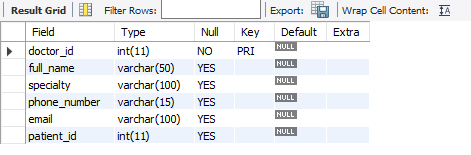 Result Grid Filter Rows: Export: Wrap Cell Content:
Field Type Null Key Default Extra
doctor_id int(11) NO PRI NULL
full_name varchar(50) YES NULL
specialty varchar(100) YES NULL
phone_number varchar(15) YES NULL
email varchar(100) YES NULL
patient_id int(11) YES NULL